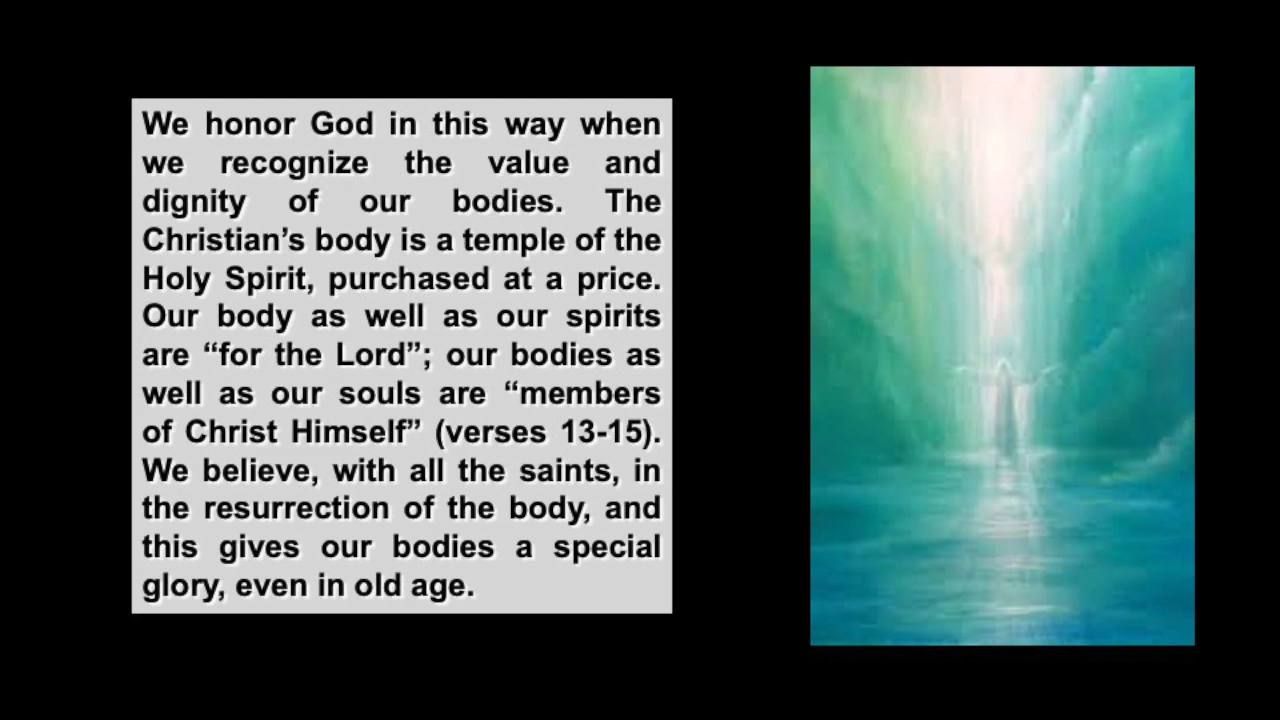 We honor God in this way when
we recognize the value and
dignity of our bodies. The
Christian’s body is a temple of the
Holy Spirit, purchased at a price.
Our body as well as our spirits
are “for the Lord”; our bodies as
well as our souls are “members
of Christ Himself” (verses 13-15).
We believe, with all the saints, in
the resurrection of the body, and
this gives our bodies a special
glory, even in old age.